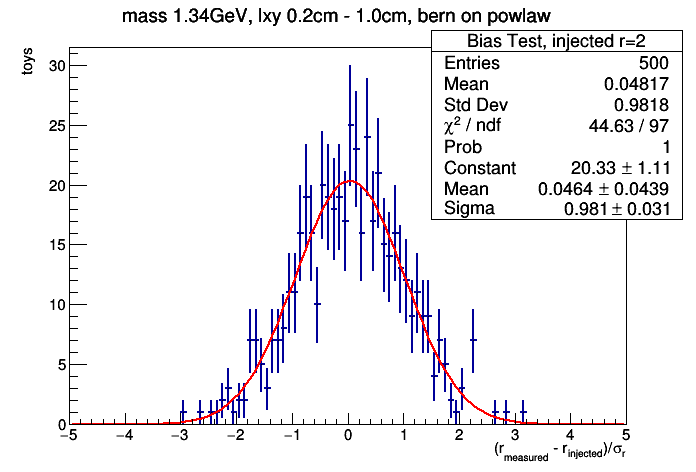 mass 1.34GeV, lxy 0.2cm - 1.0cm, bern on powlaw
Bias Test, injected r=2
Entries 500
Mean 0.04817
Std Dev 0.9818
χ² / ndf 44.63 / 97
Prob 1
Constant 20.33 ± 1.11
Mean 0.0464 ± 0.0439
Sigma 0.981 ± 0.031
toys
30
25
20
15
10
5
0
−5 −4 −3 −2 −1 0 1 2 3 4 5
(r_measured - r_injected)/σ_r